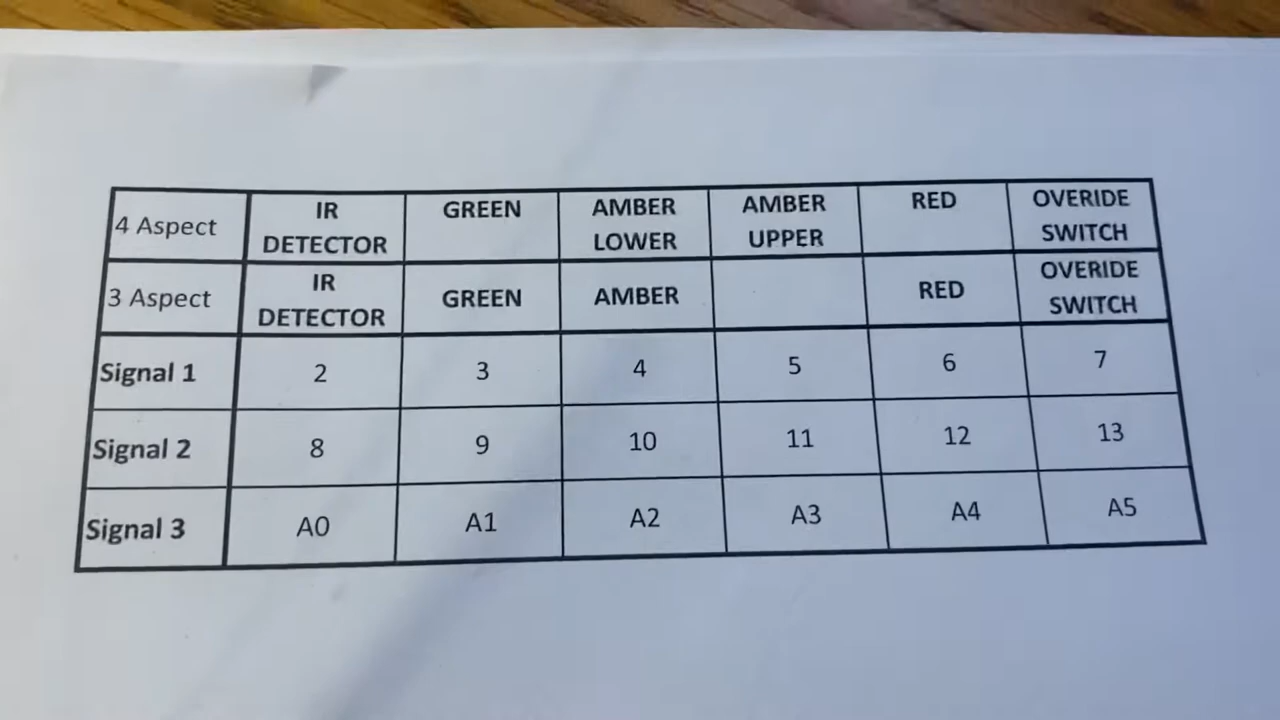 4 Aspect IR DETECTOR GREEN AMBER LOWER AMBER UPPER RED OVERIDE SWITCH
3 Aspect IR DETECTOR GREEN AMBER RED OVERIDE SWITCH
Signal 1 2 3 4 5 6 7
Signal 2 8 9 10 11 12 13
Signal 3 A0 A1 A2 A3 A4 A5